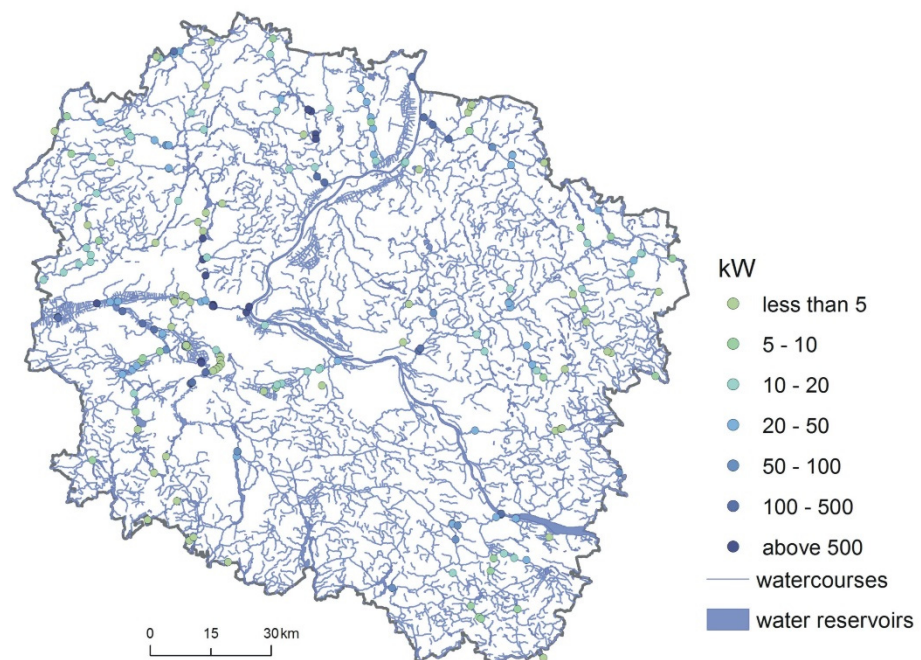 kW
less than 5
5 - 10
10 - 20
20 - 50
50 - 100
100 - 500
above 500
watercourses
water reservoirs
0 15 30 km